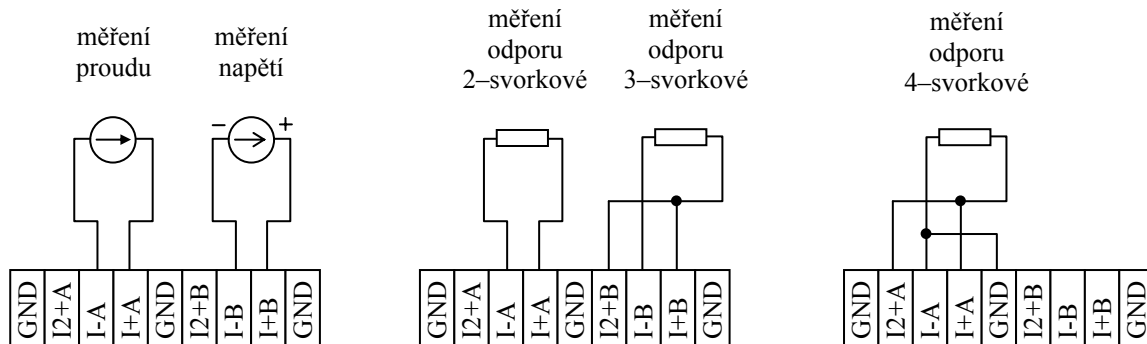 měření
proudu
měření
napětí
měření
odporu
2–svorkové
měření
odporu
3–svorkové
měření
odporu
4–svorkové
– +
GND I2+A I-A I+A GND I2+B I-B I+B GND
GND I2+A I-A I+A GND I2+B I-B I+B GND
GND I2+A I-A I+A GND I2+B I-B I+B GND